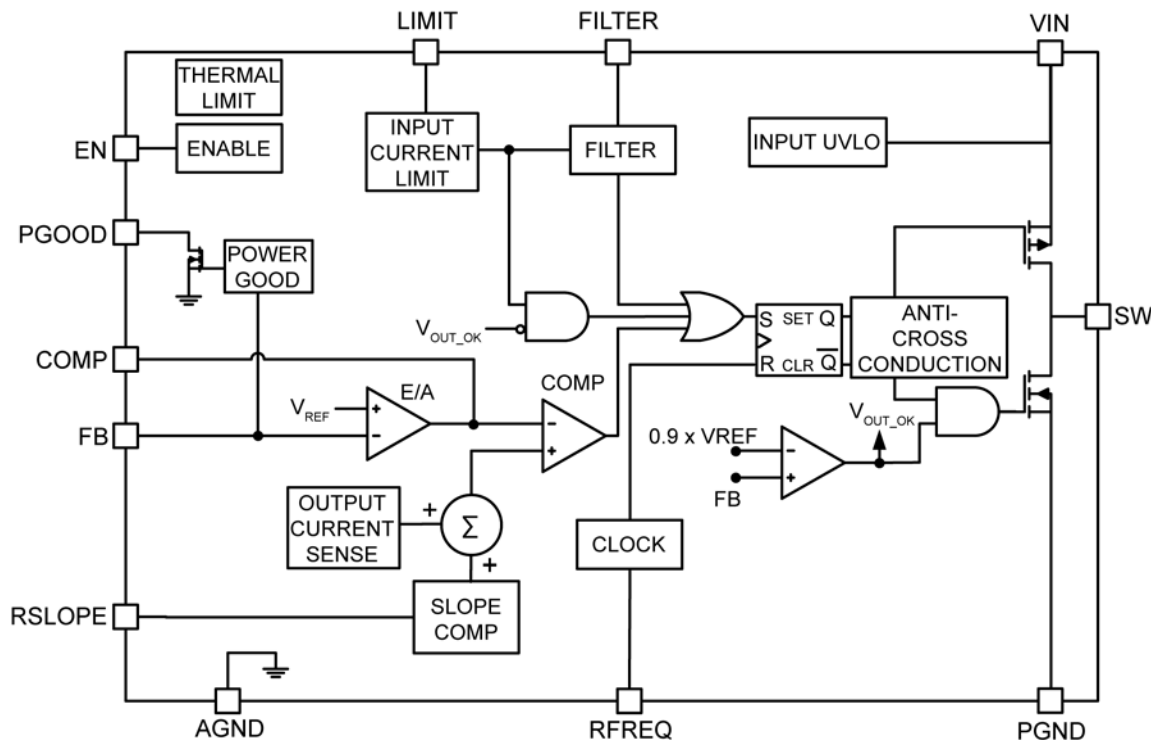 LIMIT
FILTER
VIN
THERMAL
LIMIT
EN
ENABLE
INPUT
CURRENT
LIMIT
FILTER
INPUT UVLO
PGOOD
POWER
GOOD
V_OUT_OK
S SET Q
R CLR Q̅
ANTI-
CROSS
CONDUCTION
SW
COMP
E/A
COMP
V_REF
+
-
FB
-
+
V_OUT_OK
0.9 x VREF
-
FB
+
OUTPUT
CURRENT
SENSE
+
Σ
+
CLOCK
RSLOPE
SLOPE
COMP
AGND
RFREQ
PGND